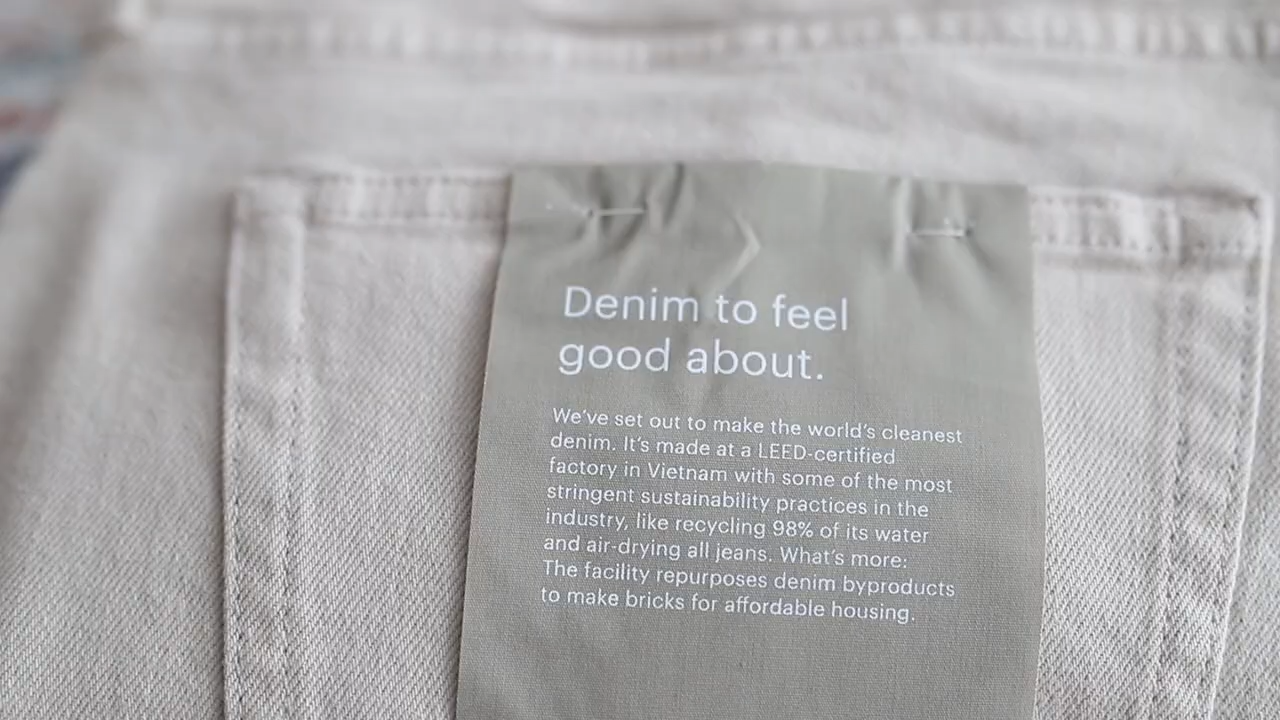 Denim to feel
good about.
We've set out to make the world's cleanest
denim. It's made at a LEED-certified
factory in Vietnam with some of the most
stringent sustainability practices in the
industry, like recycling 98% of its water
and air-drying all jeans. What's more:
The facility repurposes denim byproducts
to make bricks for affordable housing.